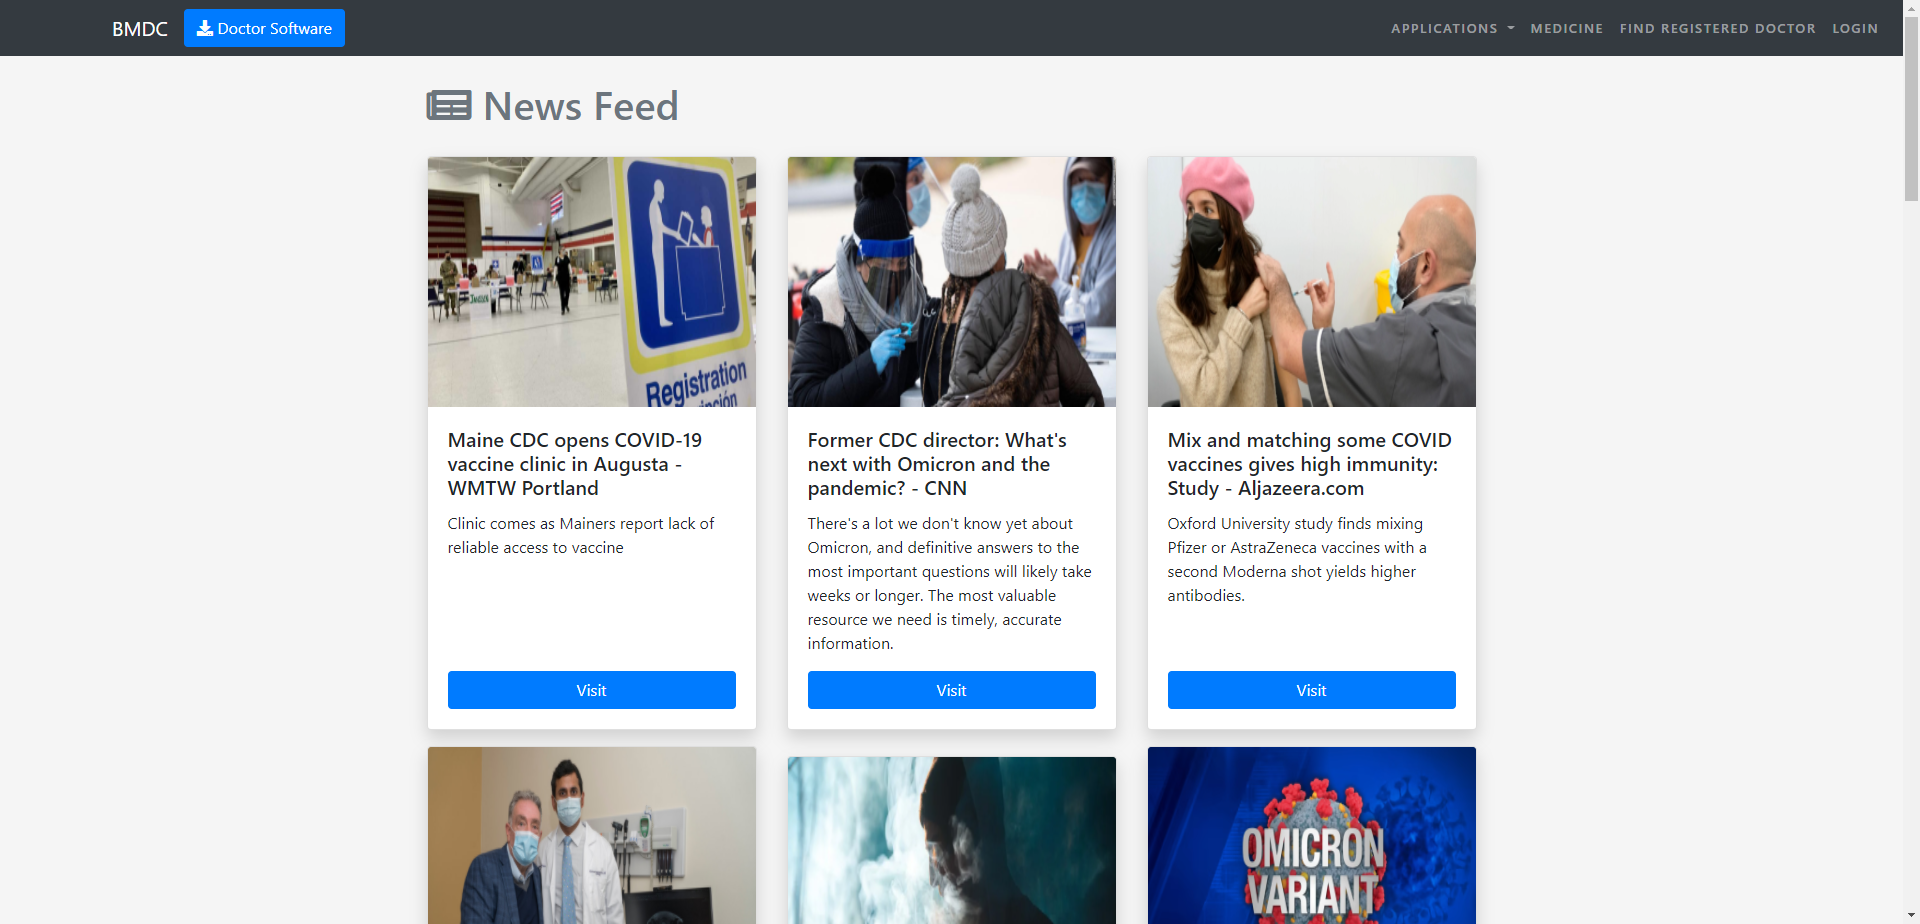 BMDC
Doctor Software
APPLICATIONS
MEDICINE
FIND REGISTERED DOCTOR
LOGIN
News Feed
Registration
Maine CDC opens COVID-19
vaccine clinic in Augusta -
WMTW Portland
Clinic comes as Mainers report lack of
reliable access to vaccine
Visit
Former CDC director: What's
next with Omicron and the
pandemic? - CNN
There's a lot we don't know yet about
Omicron, and definitive answers to the
most important questions will likely take
weeks or longer. The most valuable
resource we need is timely, accurate
information.
Visit
Mix and matching some COVID
vaccines gives high immunity:
Study - Aljazeera.com
Oxford University study finds mixing
Pfizer or AstraZeneca vaccines with a
second Moderna shot yields higher
antibodies.
Visit
OMICRON
VARIANT